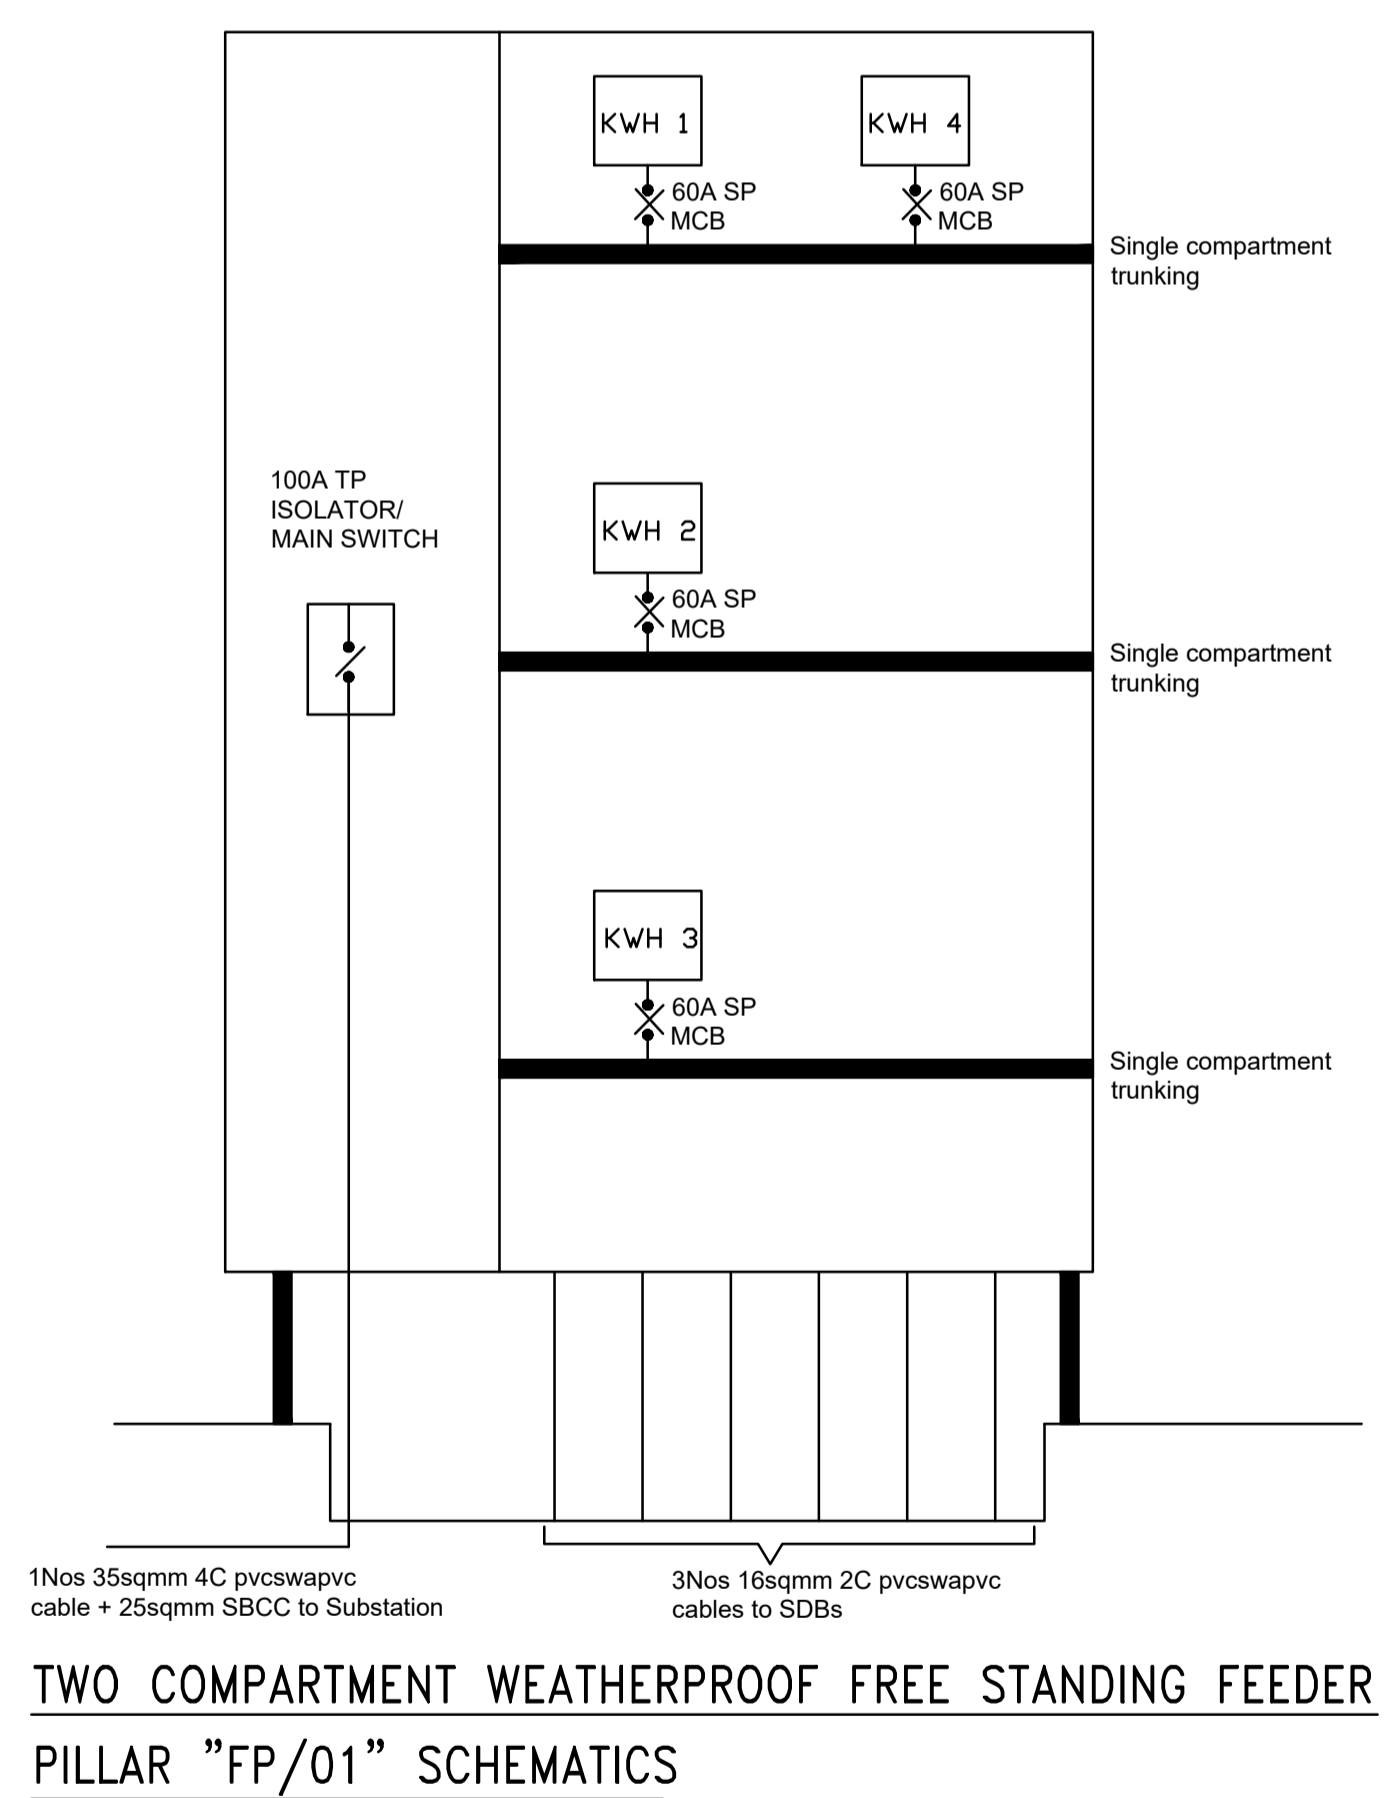 KWH 1
60A SP
MCB
KWH 4
60A SP
MCB
Single compartment
trunking
100A TP
ISOLATOR/
MAIN SWITCH
KWH 2
60A SP
MCB
Single compartment
trunking
KWH 3
60A SP
MCB
Single compartment
trunking
1Nos 35sqmm 4C pvcswapvc
cable + 25sqmm SBCC to Substation
3Nos 16sqmm 2C pvcswapvc
cables to SDBs
TWO COMPARTMENT WEATHERPROOF FREE STANDING FEEDER
PILLAR "FP/01" SCHEMATICS